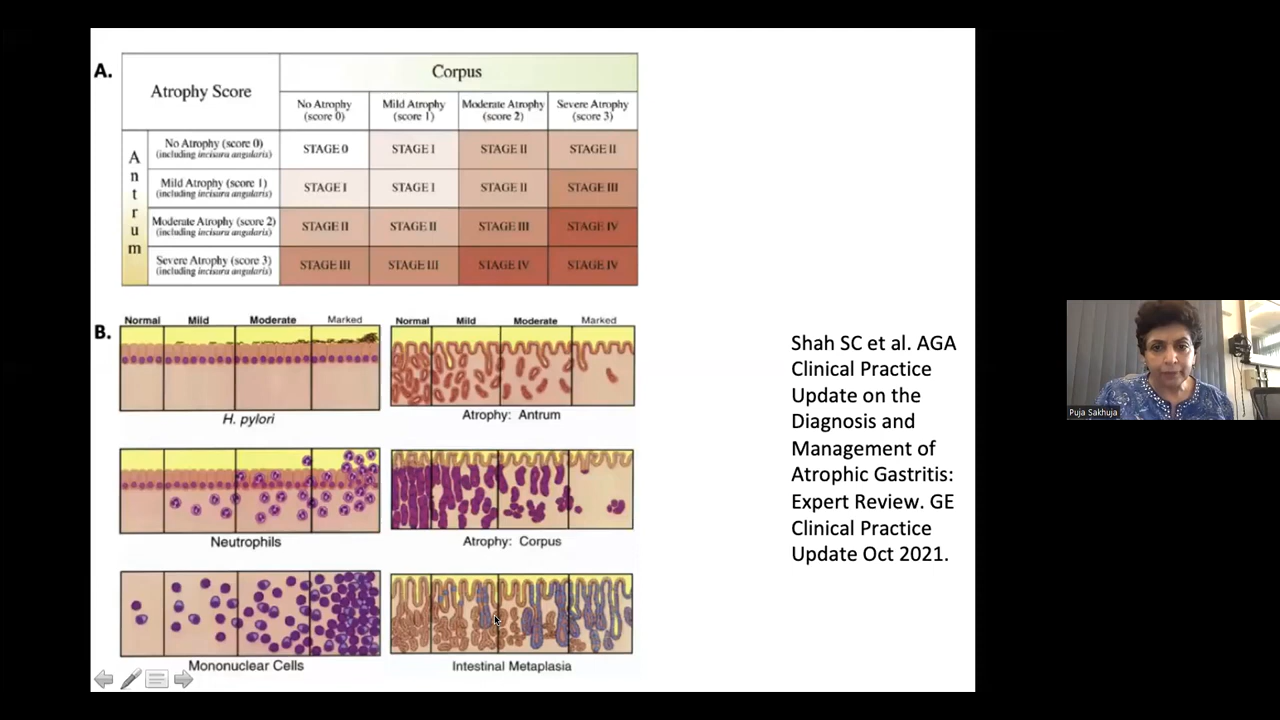 A.
Atrophy Score
Corpus
No Atrophy (score 0)
Mild Atrophy (score 1)
Moderate Atrophy (score 2)
Severe Atrophy (score 3)
Antrum
No Atrophy (score 0) (including incisura angularis)
STAGE 0 STAGE I STAGE II STAGE II
Mild Atrophy (score 1) (including incisura angularis)
STAGE I STAGE I STAGE II STAGE III
Moderate Atrophy (score 2) (including incisura angularis)
STAGE II STAGE II STAGE III STAGE IV
Severe Atrophy (score 3) (including incisura angularis)
STAGE III STAGE III STAGE IV STAGE IV
B.
Normal Mild Moderate Marked
H. pylori
Neutrophils
Mononuclear Cells
Normal Mild Moderate Marked
Atrophy: Antrum
Atrophy: Corpus
Intestinal Metaplasia
Shah SC et al. AGA
Clinical Practice
Update on the
Diagnosis and
Management of
Atrophic Gastritis:
Expert Review. GE
Clinical Practice
Update Oct 2021.
Puja Sakhuja